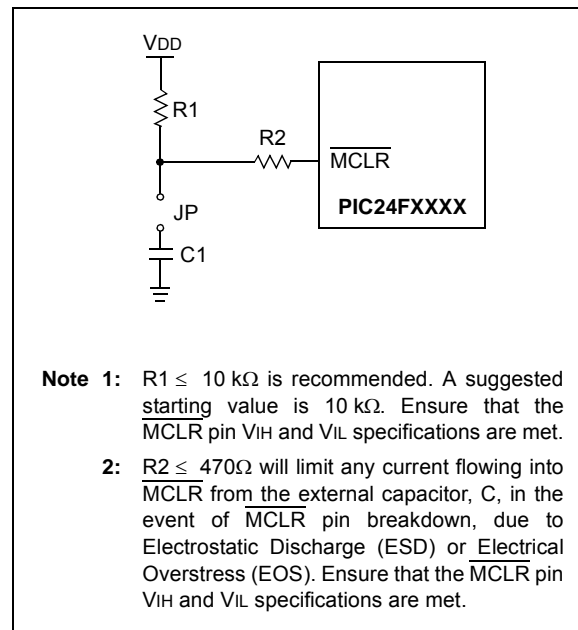 VDD
R1
R2
MCLR
JP
PIC24FXXXX
C1
Note 1: R1 ≤ 10 kΩ is recommended. A suggested
starting value is 10 kΩ. Ensure that the
MCLR pin VIH and VIL specifications are met.
2: R2 ≤ 470Ω will limit any current flowing into
MCLR from the external capacitor, C, in the
event of MCLR pin breakdown, due to
Electrostatic Discharge (ESD) or Electrical
Overstress (EOS). Ensure that the MCLR pin
VIH and VIL specifications are met.